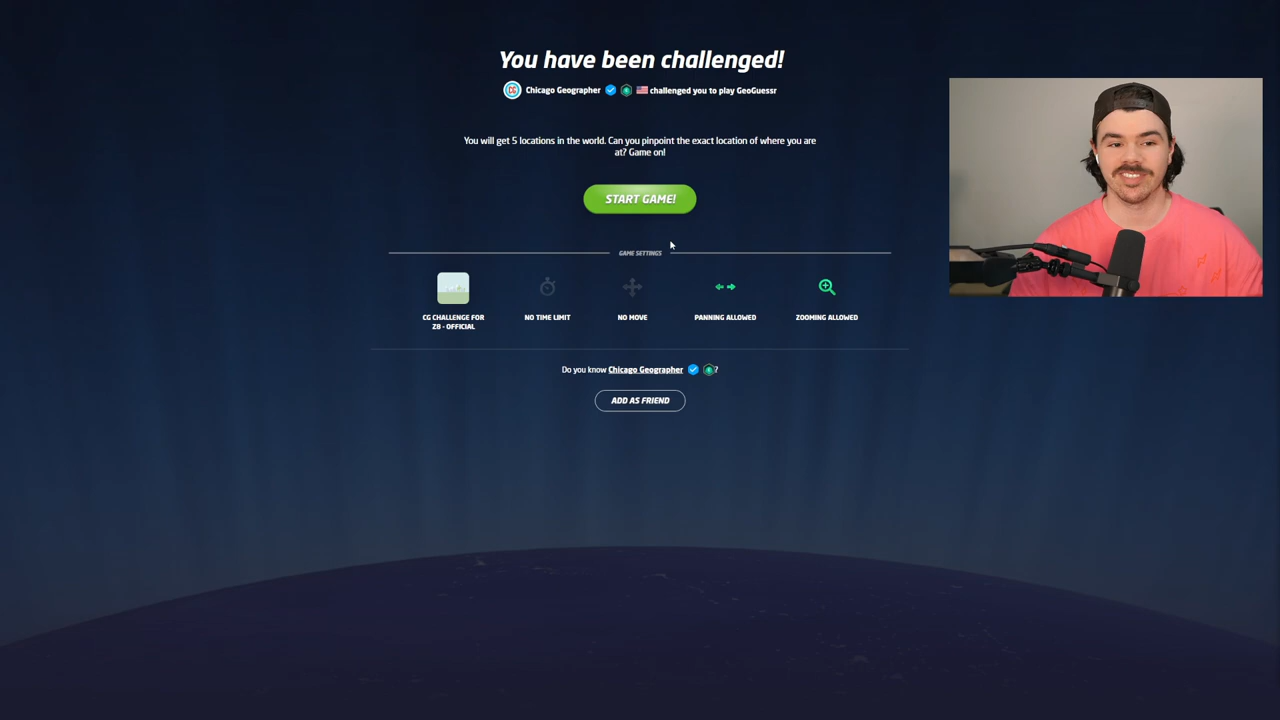 You have been challenged!
CG Chicago Geographer challenged you to play GeoGuessr
You will get 5 locations in the world. Can you pinpoint the exact location of where you are
at? Game on!
START GAME!
GAME SETTINGS
CG CHALLENGE FOR
ZB - OFFICIAL
NO TIME LIMIT
NO MOVE
PANNING ALLOWED
ZOOMING ALLOWED
Do you know Chicago Geographer ?
ADD AS FRIEND